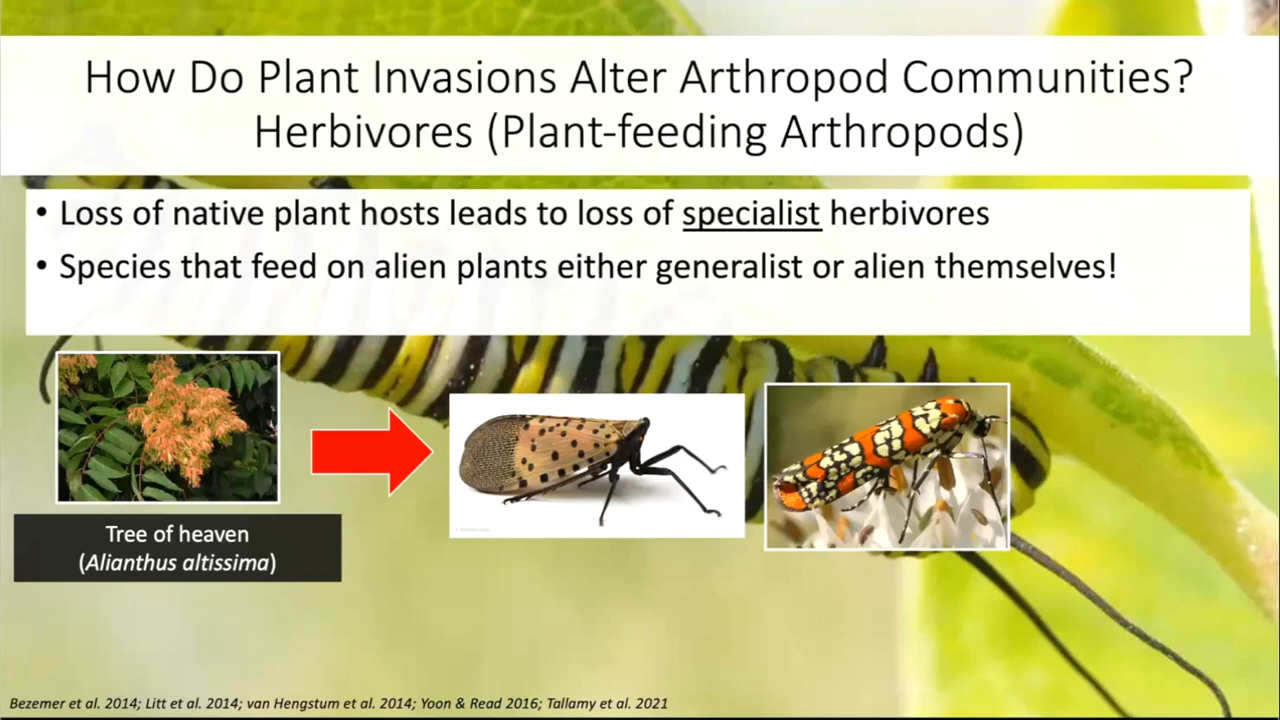 How Do Plant Invasions Alter Arthropod Communities?
Herbivores (Plant-feeding Arthropods)
• Loss of native plant hosts leads to loss of specialist herbivores
• Species that feed on alien plants either generalist or alien themselves!
Tree of heaven
(Alianthus altissima)
Bezemer et al. 2014; Litt et al. 2014; van Hengstum et al. 2014; Yoon & Read 2016; Tallamy et al. 2021